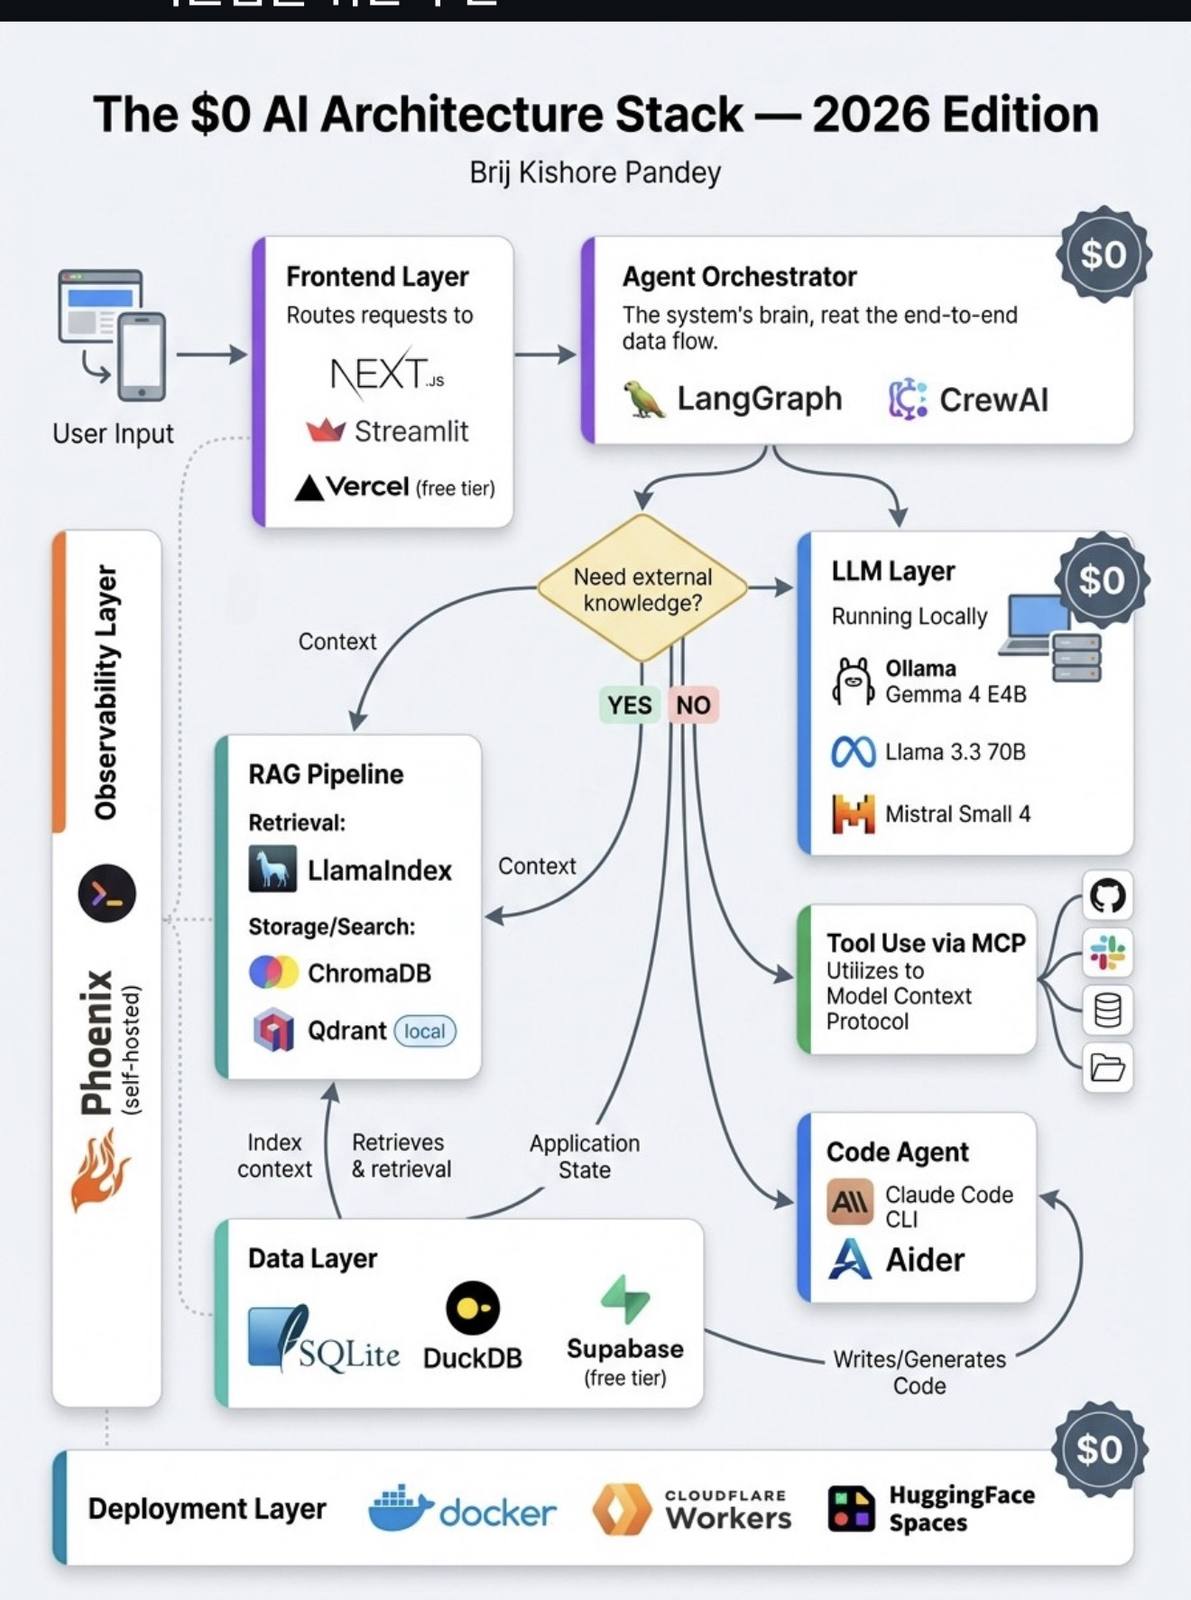 The $0 AI Architecture Stack — 2026 Edition
Brij Kishore Pandey
User Input
Frontend Layer
Routes requests to
NEXT.JS
Streamlit
Vercel (free tier)
Agent Orchestrator
The system's brain, reat the end-to-end
data flow.
LangGraph
CrewAI
$0
Need external
knowledge?
YES
NO
Context
Context
LLM Layer
Running Locally
Ollama
Gemma 4 E4B
Llama 3.3 70B
Mistral Small 4
$0
Observability Layer
Phoenix
(self-hosted)
RAG Pipeline
Retrieval:
LlamaIndex
Storage/Search:
ChromaDB
Qdrant local
Tool Use via MCP
Utiiizes to
Model Context
Protocol
Index
context
Retrieves
& retrieval
Application
State
Code Agent
Claude Code
CLI
Aider
Data Layer
SQLite
DuckDB
Supabase
(free tier)
Writes/Generates
Code
$0
Deployment Layer
docker
CLOUDFLARE
Workers
HuggingFace
Spaces